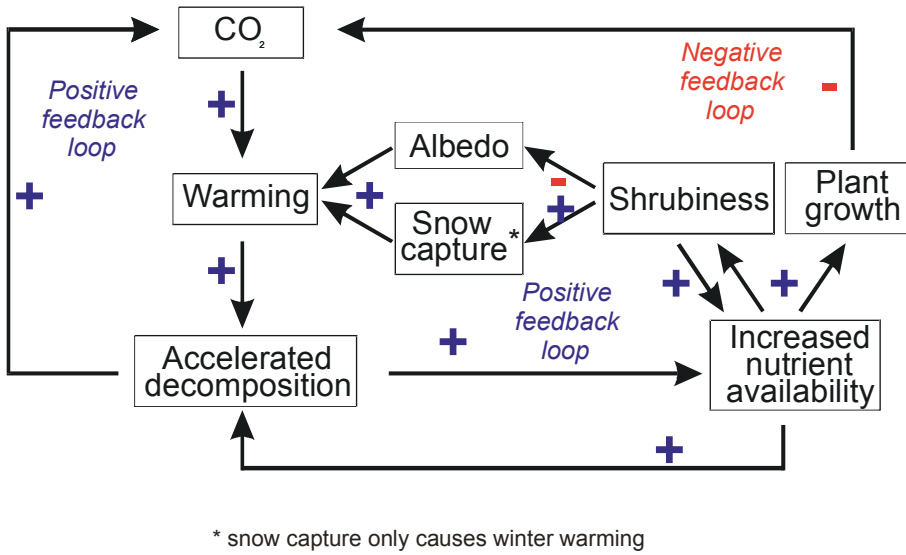 CO₂
Positive
feedback
loop
+
+
Negative
feedback
loop
-
Albedo
Warming
+
-
+
Snow
capture*
Shrubiness
Plant
growth
+
Positive
feedback
loop
+
+
+
Accelerated
decomposition
Increased
nutrient
availability
+
* snow capture only causes winter warming